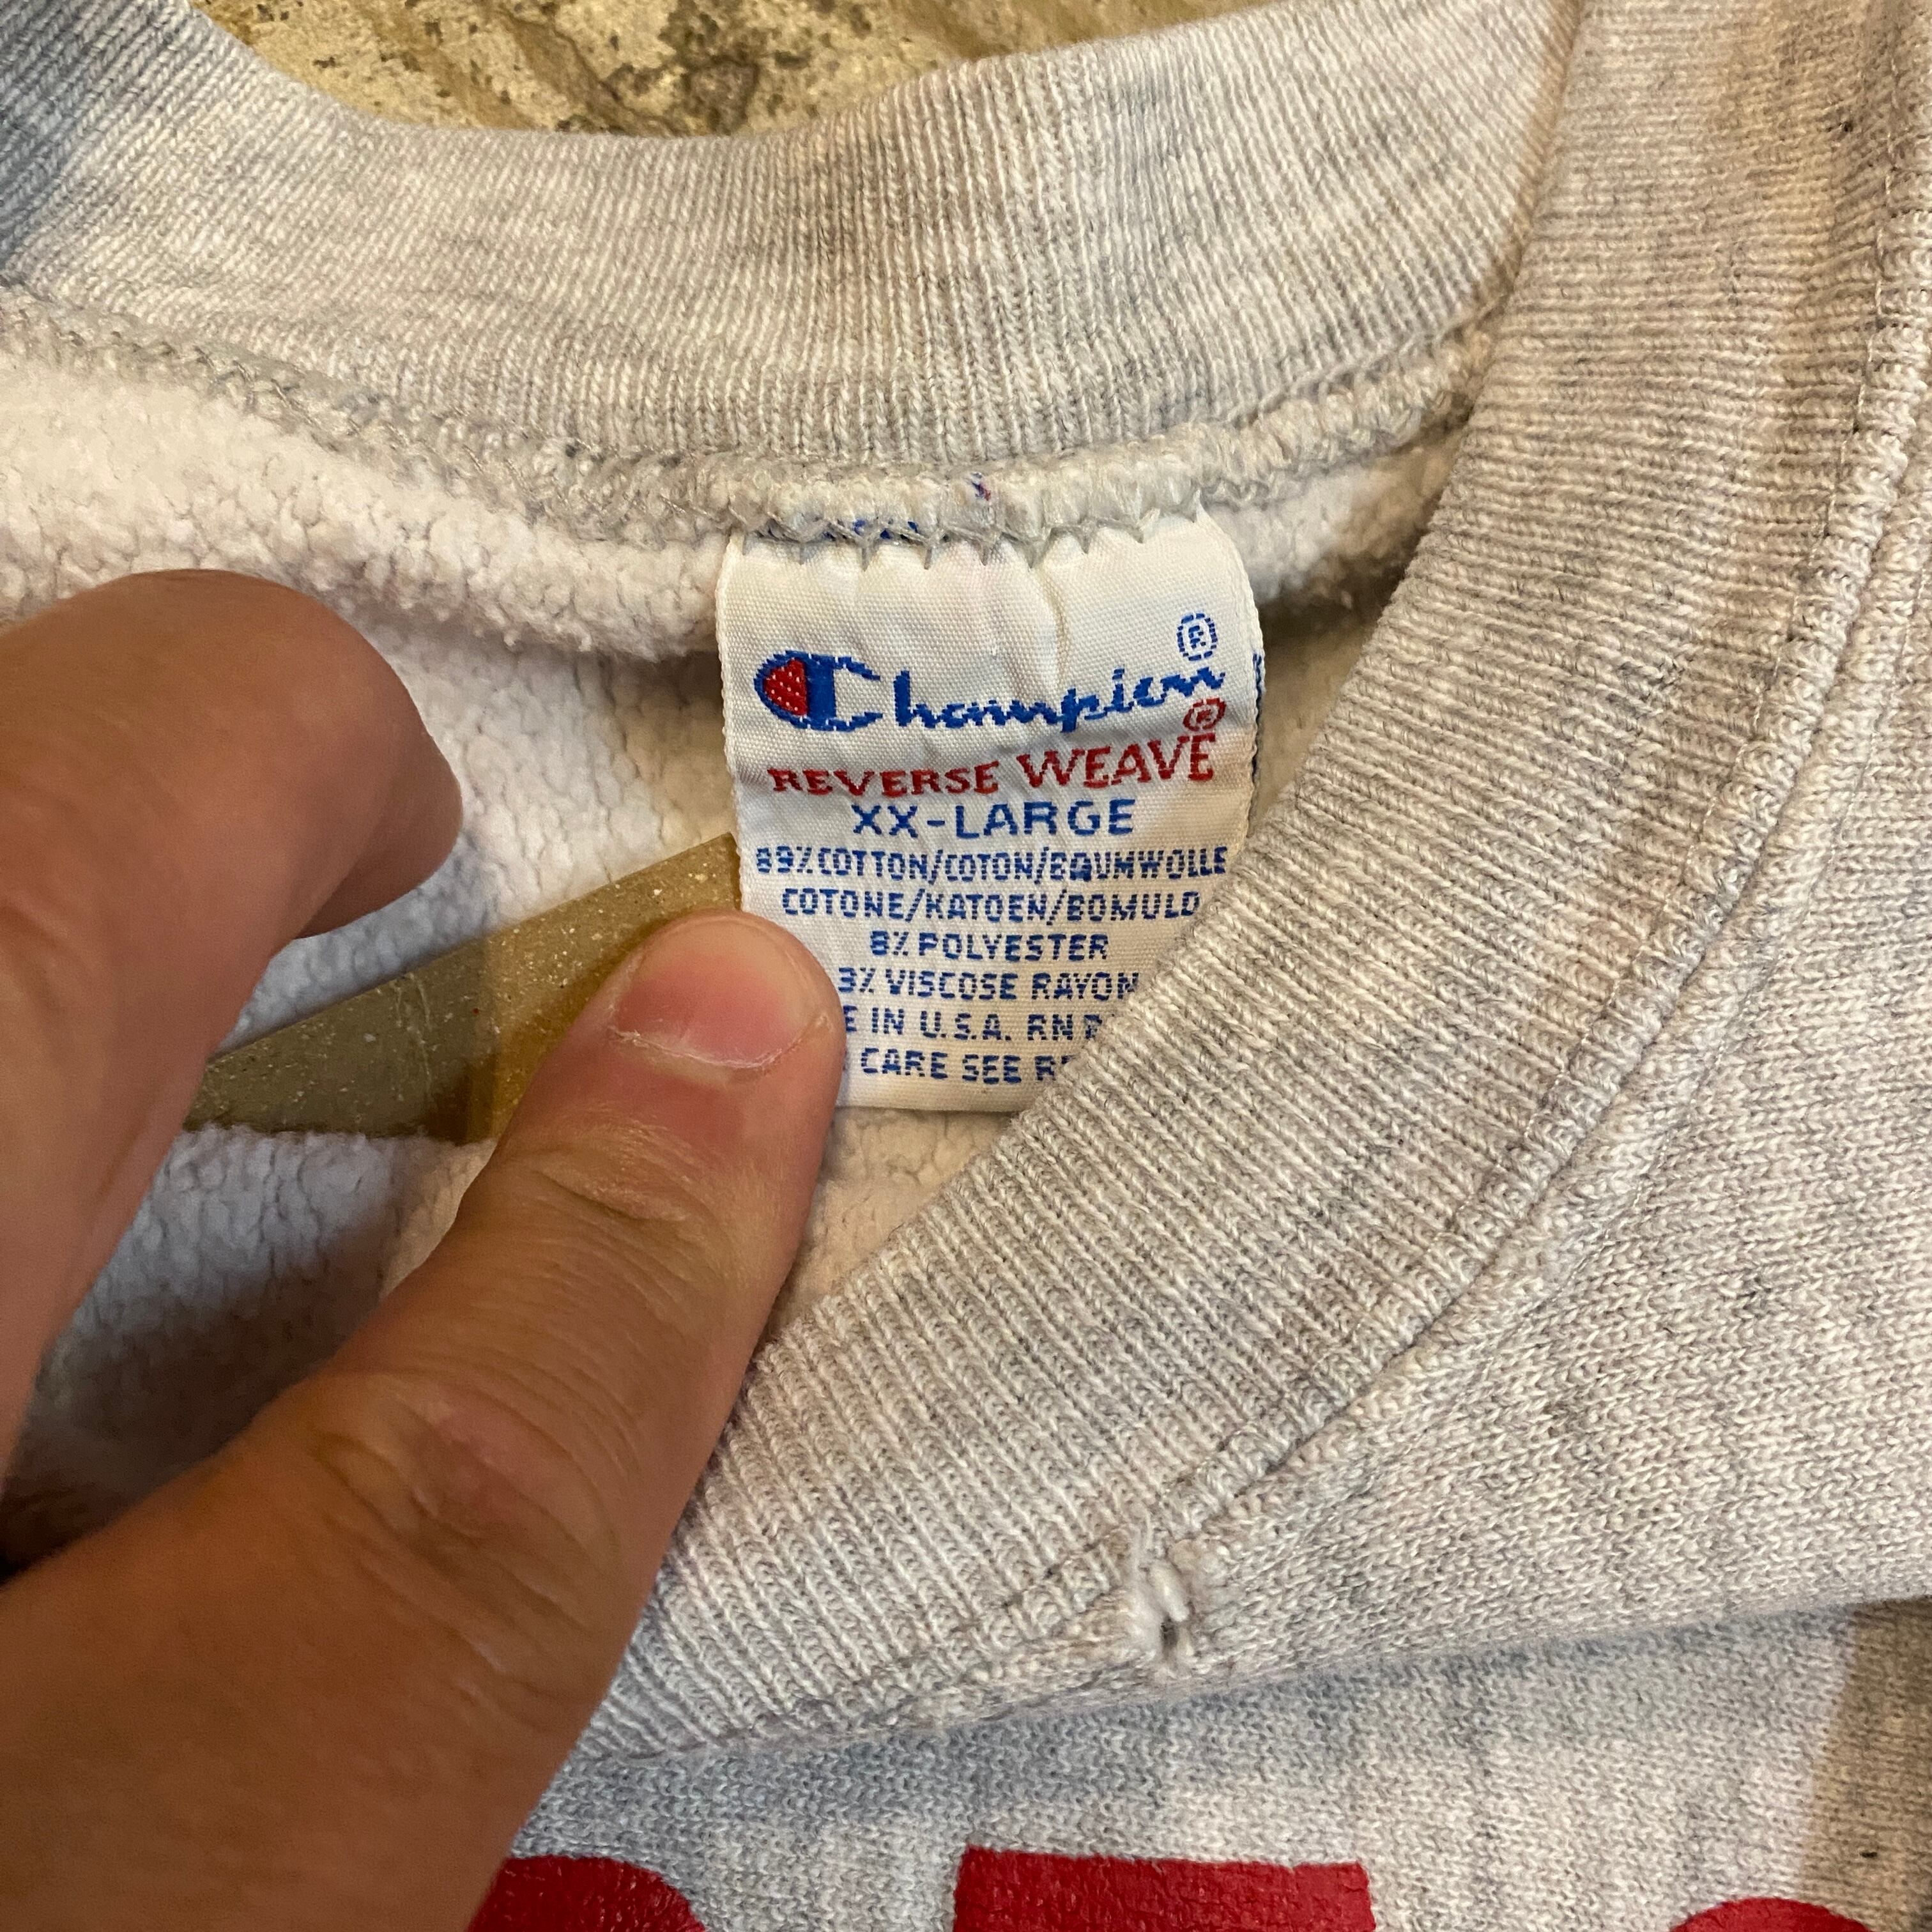 Champion®
REVERSE WEAVE®
XX-LARGE
89% COTTON/COTON/BAUMWOLLE
COTONE/KATOEN/BOMULD
8% POLYESTER
3% VISCOSE RAYON
E IN U.S.A. RN
CARE SEE RE